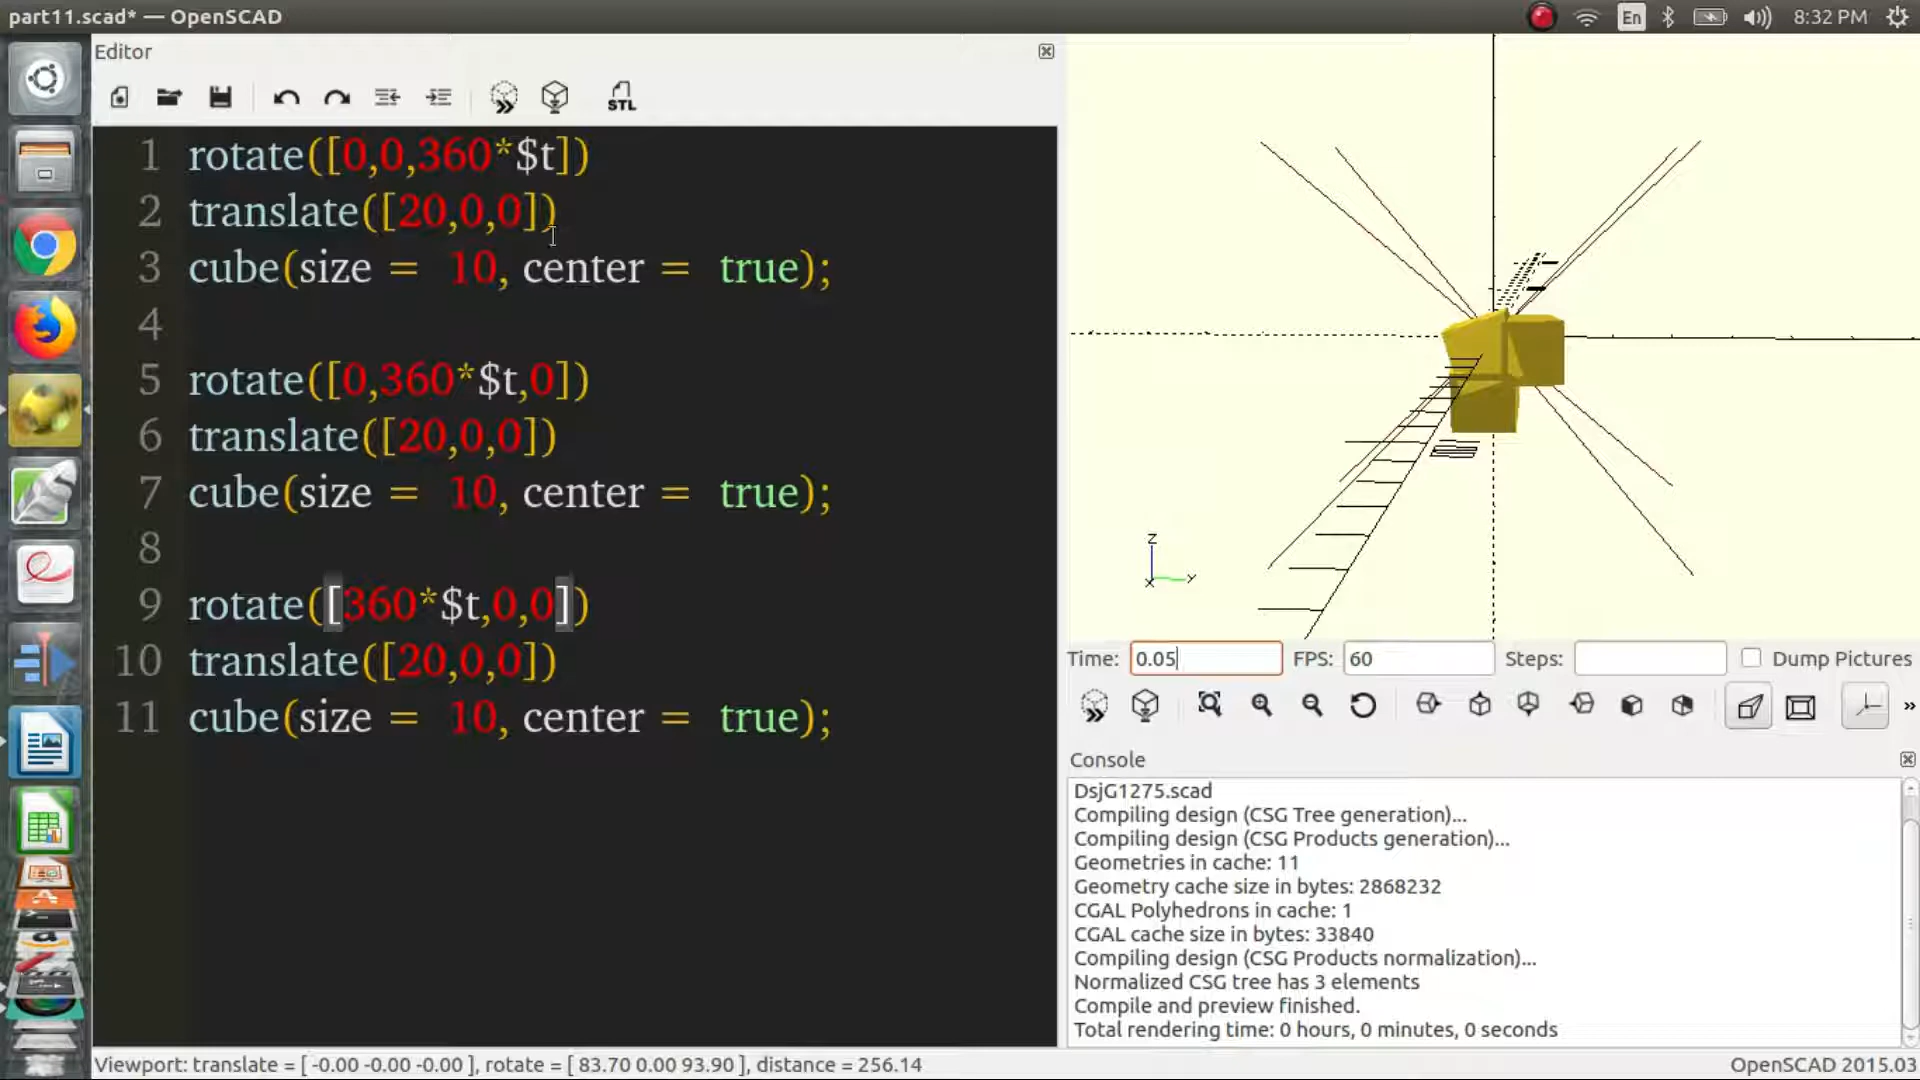 part11.scad* — OpenSCAD
En
8:32 PM
Editor
STL
1 rotate([0,0,360*$t])
2 translate([20,0,0])
3 cube(size = 10, center = true);
4
5 rotate([0,360*$t,0])
6 translate([20,0,0])
7 cube(size = 10, center = true);
8
9 rotate([360*$t,0,0])
10 translate([20,0,0])
11 cube(size = 10, center = true);
Z
Y
X
Time: 0.05 FPS: 60 Steps: Dump Pictures
Console
DsjG1275.scad
Compiling design (CSG Tree generation)...
Compiling design (CSG Products generation)...
Geometries in cache: 11
Geometry cache size in bytes: 2868232
CGAL Polyhedrons in cache: 1
CGAL cache size in bytes: 33840
Compiling design (CSG Products normalization)...
Normalized CSG tree has 3 elements
Compile and preview finished.
Total rendering time: 0 hours, 0 minutes, 0 seconds
Viewport: translate = [ -0.00 -0.00 -0.00 ], rotate = [ 83.70 0.00 93.90 ], distance = 256.14
OpenSCAD 2015.03